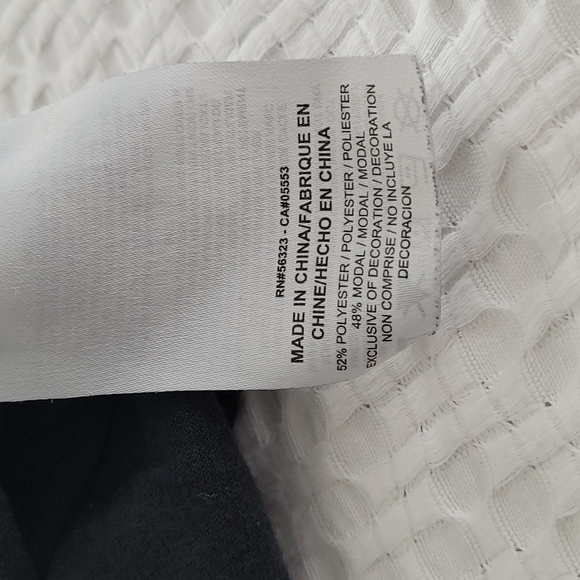 RN#56323 - CA#05553
MADE IN CHINA/FABRIQUE EN
CHINE/HECHO EN CHINA
52% POLYESTER / POLYESTER / POLIESTER
48% MODAL / MODAL / MODAL
EXCLUSIVE OF DECORATION / DECORATION
NON COMPRISE / NO INCLUYE LA
DECORACION